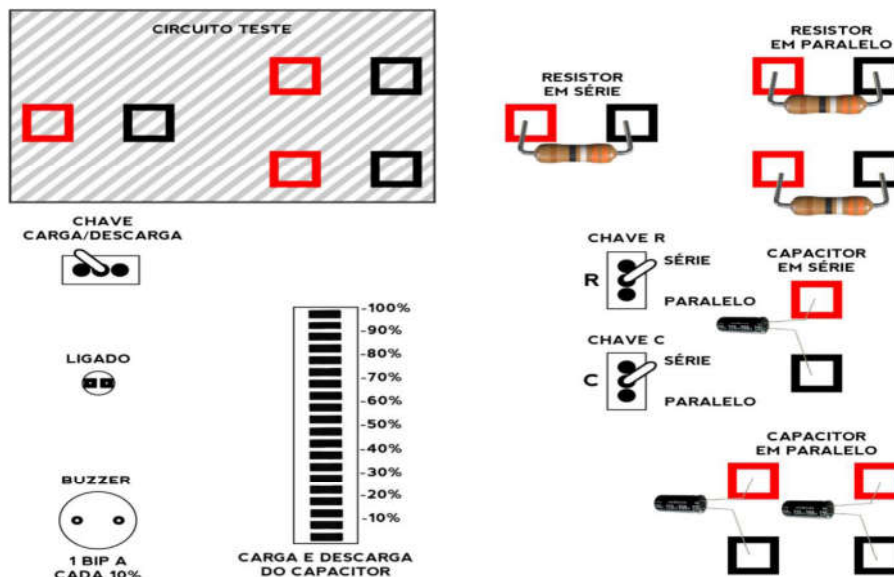 CIRCUITO TESTE
RESISTOR
EM PARALELO
RESISTOR
EM SÉRIE
CHAVE
CARGA/DESCARGA
CHAVE R
SÉRIE
R
PARALELO
CAPACITOR
EM SÉRIE
CHAVE C
SÉRIE
C
PARALELO
LIGADO
-100%
-90%
-80%
-70%
-60%
-50%
-40%
-30%
-20%
-10%
CAPACITOR
EM PARALELO
BUZZER
1 BIP A
CADA 10%
CARGA E DESCARGA
DO CAPACITOR